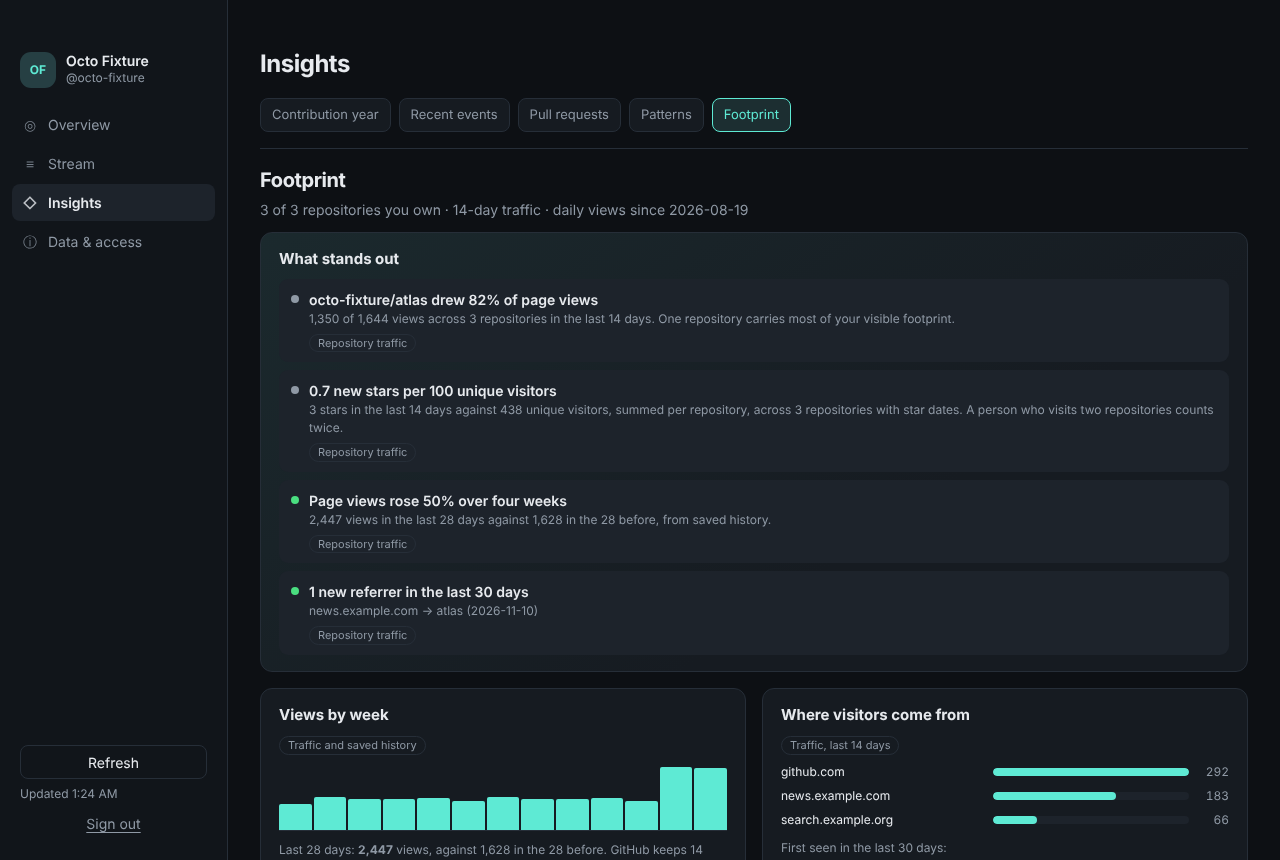 OF
Octo Fixture
@octo-fixture
Overview
Stream
Insights
Data & access
Refresh
Updated 1:24 AM
Sign out
Insights
Contribution year
Recent events
Pull requests
Patterns
Footprint
Footprint
3 of 3 repositories you own · 14-day traffic · daily views since 2026-08-19
What stands out
octo-fixture/atlas drew 82% of page views
1,350 of 1,644 views across 3 repositories in the last 14 days. One repository carries most of your visible footprint.
Repository traffic
0.7 new stars per 100 unique visitors
3 stars in the last 14 days against 438 unique visitors, summed per repository, across 3 repositories with star dates. A person who visits two repositories counts
twice.
Repository traffic
Page views rose 50% over four weeks
2,447 views in the last 28 days against 1,628 in the 28 before, from saved history.
Repository traffic
1 new referrer in the last 30 days
news.example.com → atlas (2026-11-10)
Repository traffic
Views by week
Traffic and saved history
Last 28 days: 2,447 views, against 1,628 in the 28 before. GitHub keeps 14
Where visitors come from
Traffic, last 14 days
github.com 292
news.example.com 183
search.example.org 66
First seen in the last 30 days: